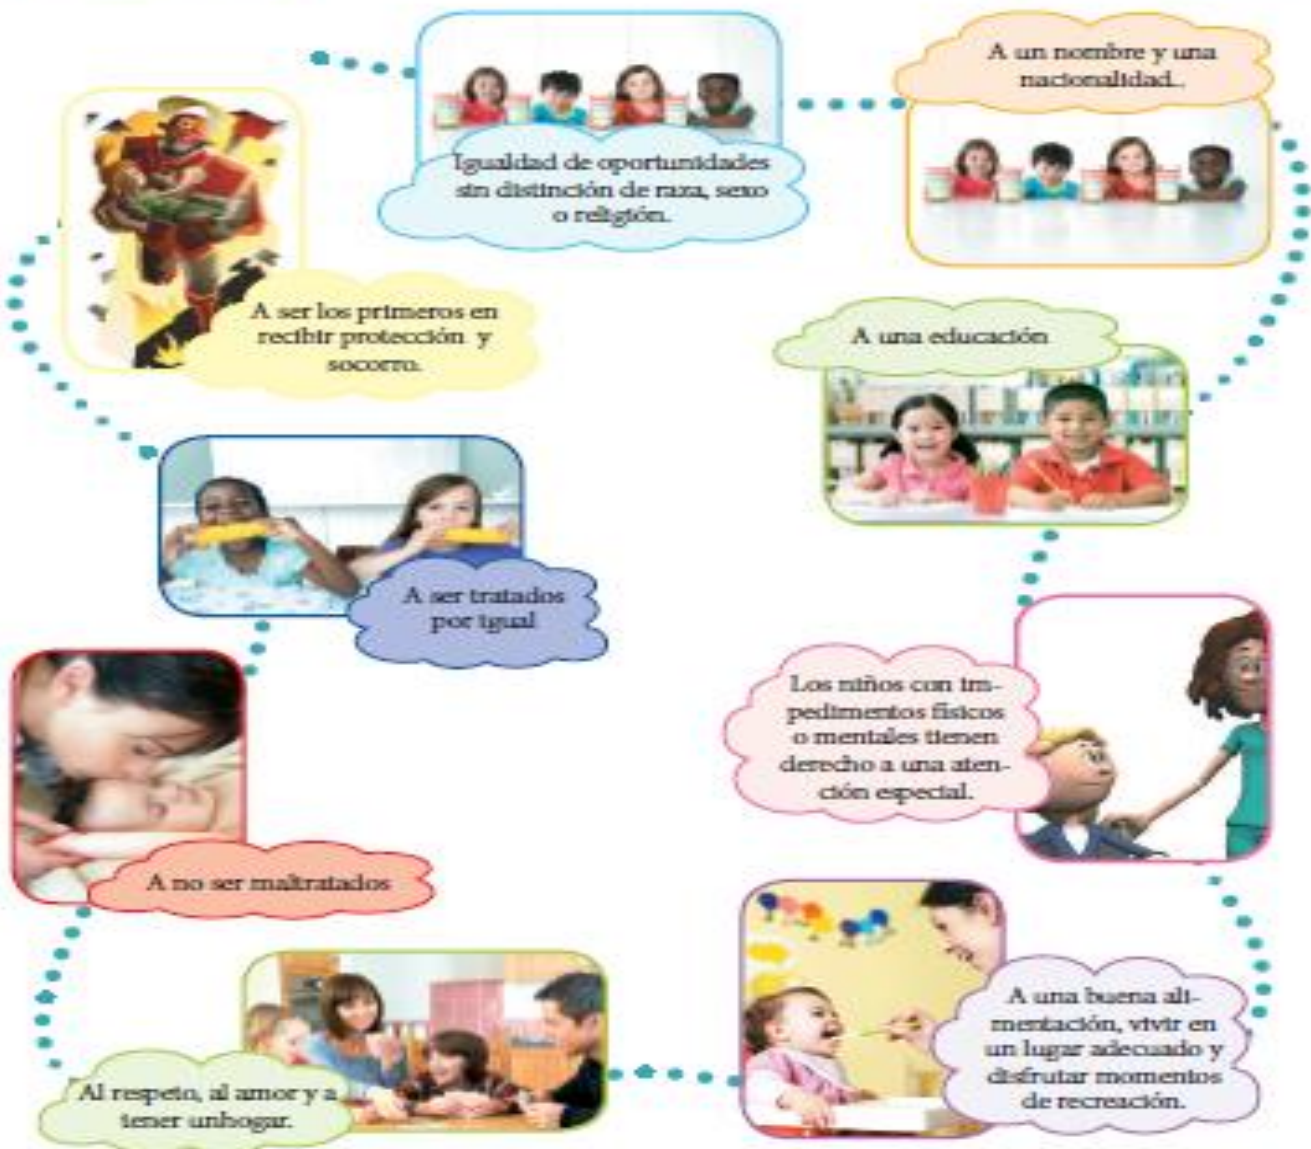 Igualdad de oportunidades
sin distinción de raza, sexo
o religión.
A un nombre y una
nacionalidad..
A una educación
Los niños con im-
pedimentos físicos
o mentales tienen
derecho a una aten-
ción especial.
A una buena ali-
mentación, vivir en
un lugar adecuado y
disfrutar momentos
de recreación.
Al respeto, al amor y a
tener unhogar.
A no ser maltratados
A ser tratados
por igual
A ser los primeros en
recibir protección y
socorro.